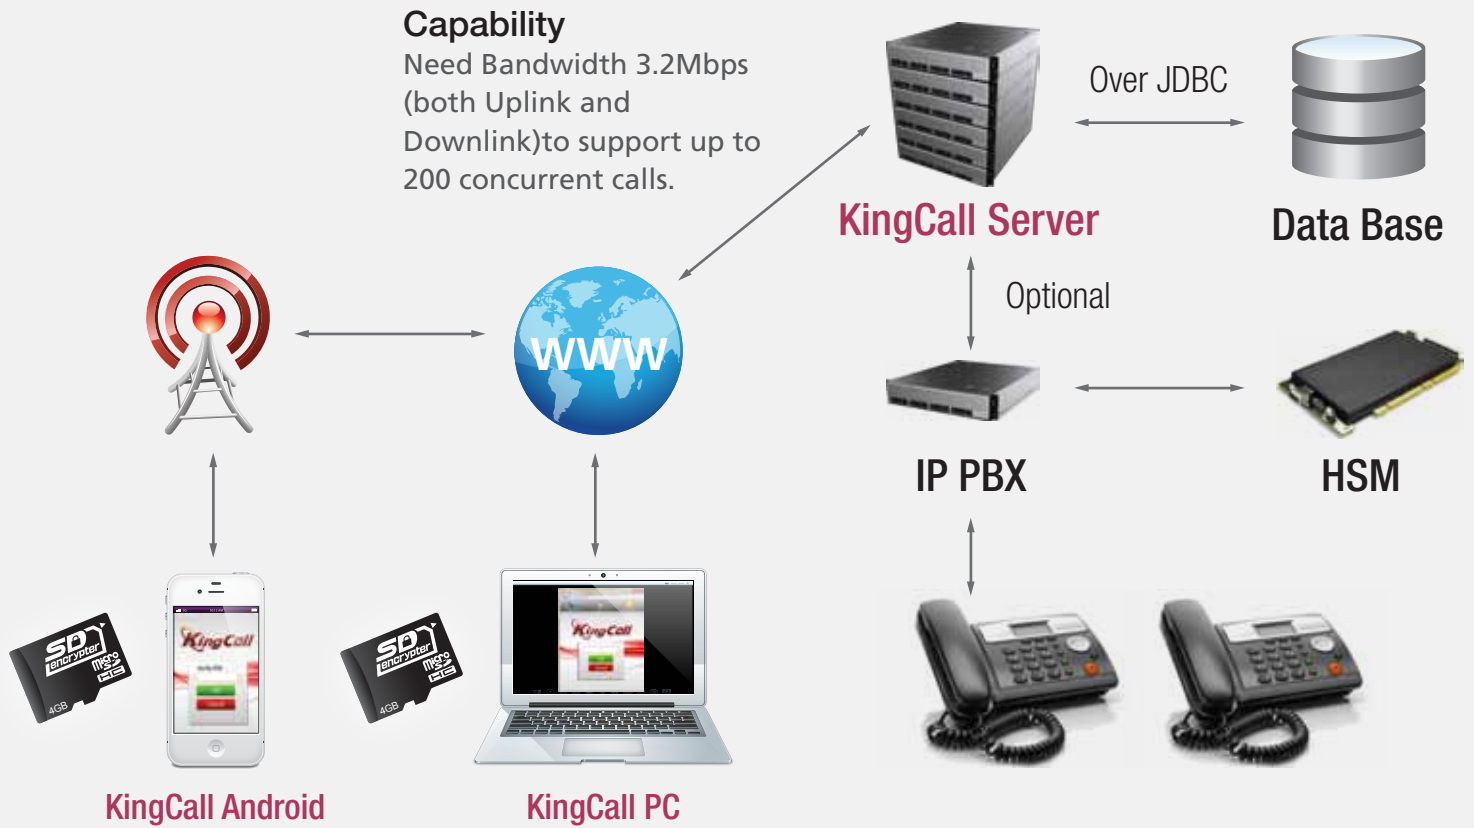 Capability
Need Bandwidth 3.2Mbps
(both Uplink and
Downlink)to support up to
200 concurrent calls.
Over JDBC
KingCall Server
Data Base
Optional
WWW
IP PBX
HSM
SD
encrypter
Micro
SD
HC
4GB
KingCall
SD
encrypter
Micro
SD
HC
4GB
KingCall
KingCall Android
KingCall PC